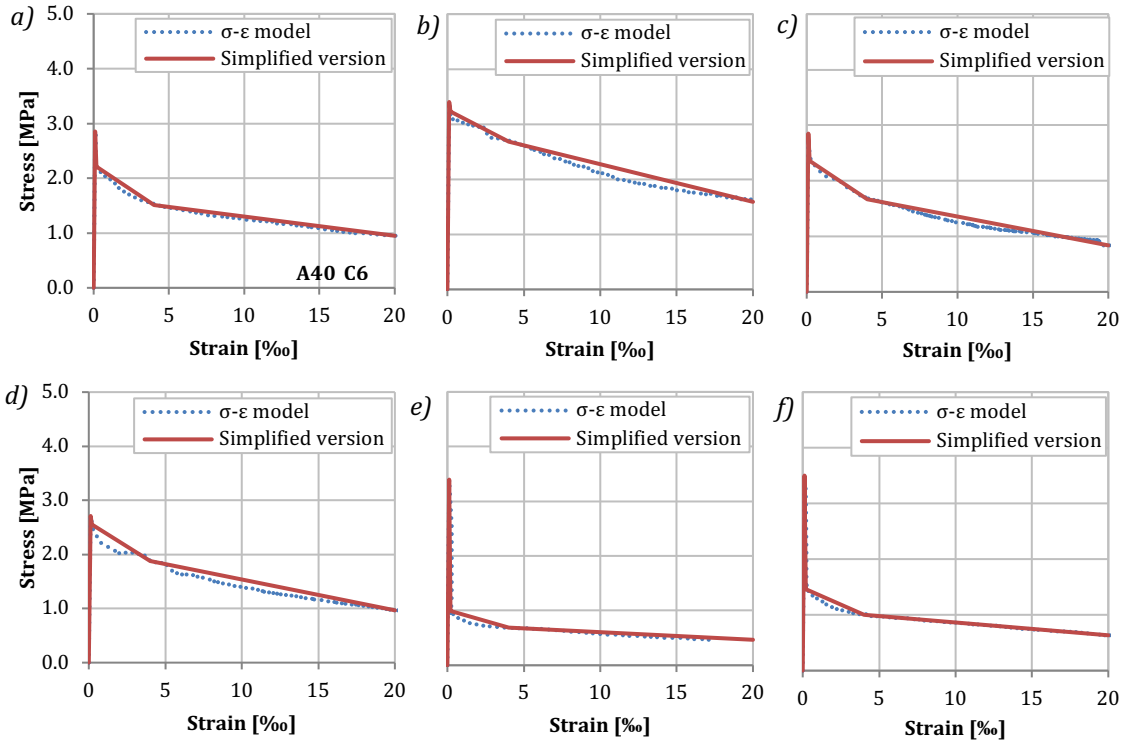 a)
5.0
4.0
3.0
2.0
1.0
0.0
Stress [MPa]
σ-ε model
Simplified version
A40 C6
0 5 10 15 20
Strain [‰]
b)
σ-ε model
Simplified version
0 5 10 15 20
Strain [‰]
c)
σ-ε model
Simplified version
0 5 10 15 20
Strain [‰]
d)
5.0
4.0
3.0
2.0
1.0
0.0
Stress [MPa]
σ-ε model
Simplified version
0 5 10 15 20
Strain [‰]
e)
σ-ε model
Simplified version
0 5 10 15 20
Strain [‰]
f)
σ-ε model
Simplified version
0 5 10 15 20
Strain [‰]